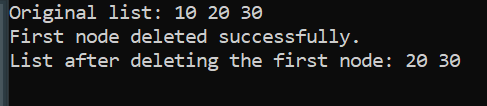 Original list: 10 20 30
First node deleted successfully.
List after deleting the first node: 20 30